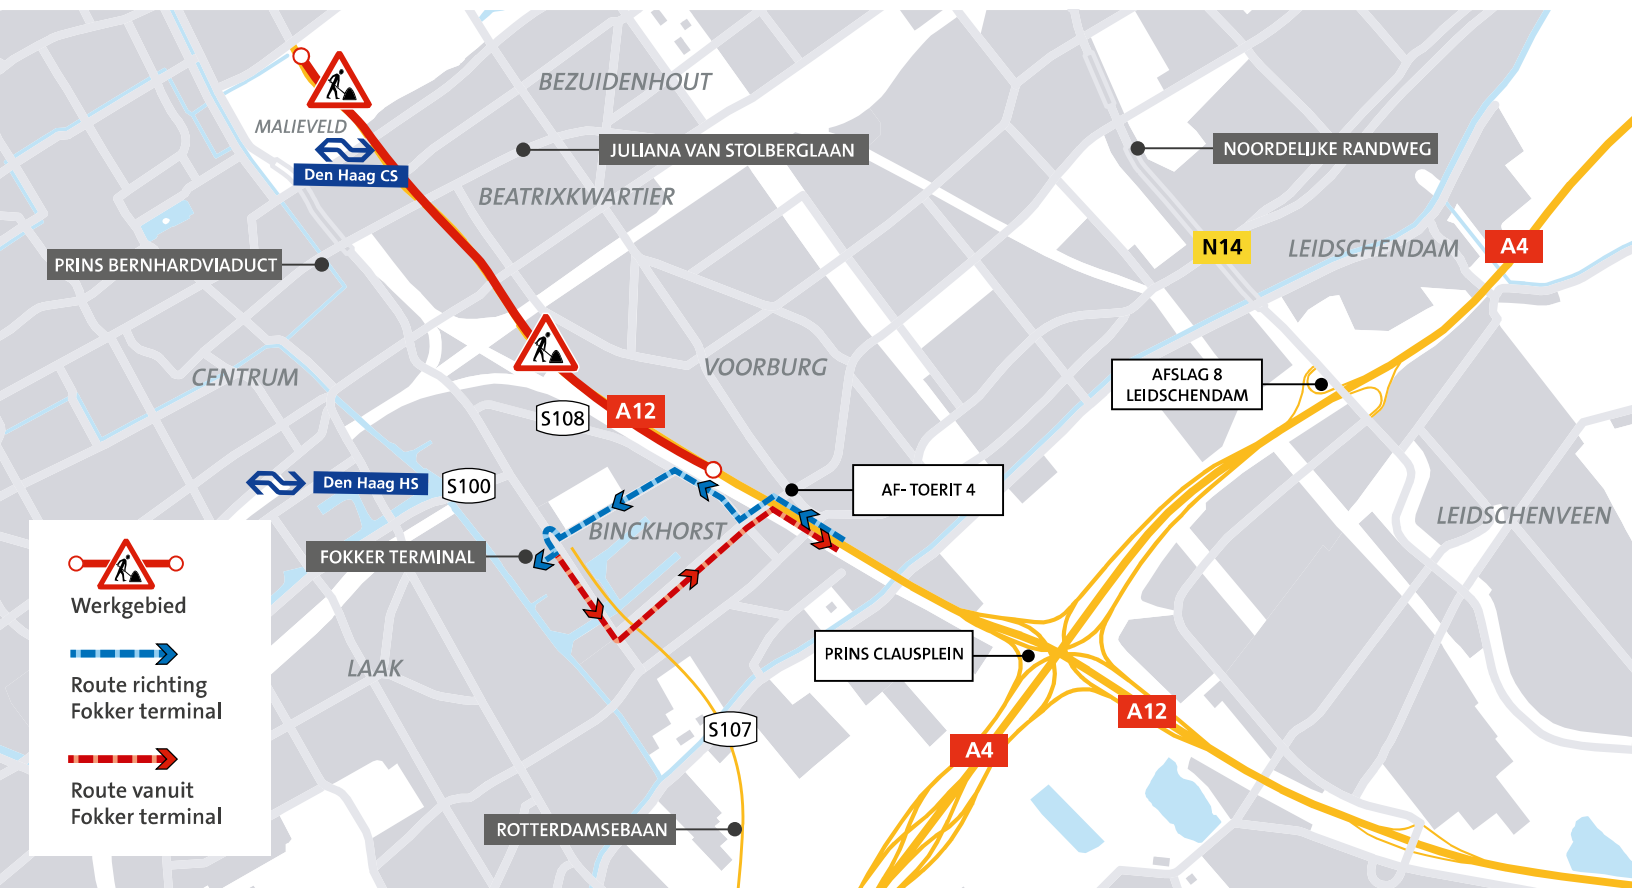 BEZUIDENHOUT
MALIEVELD
Den Haag CS
JULIANA VAN STOLBERGLAAN
NOORDELIJKE RANDWEG
BEATRIXKWARTIER
N14
LEIDSCHENDAM
A4
PRINS BERNHARDVIADUCT
CENTRUM
VOORBURG
AFSLAG 8
LEIDSCHENDAM
S108
A12
Den Haag HS
S100
AF- TOERIT 4
LEIDSCHENVEEN
BINCKHORST
FOKKER TERMINAL
Werkgebied
PRINS CLAUSPLEIN
LAAK
Route richting
Fokker terminal
A12
S107
A4
Route vanuit
Fokker terminal
ROTTERDAMSEBAAN